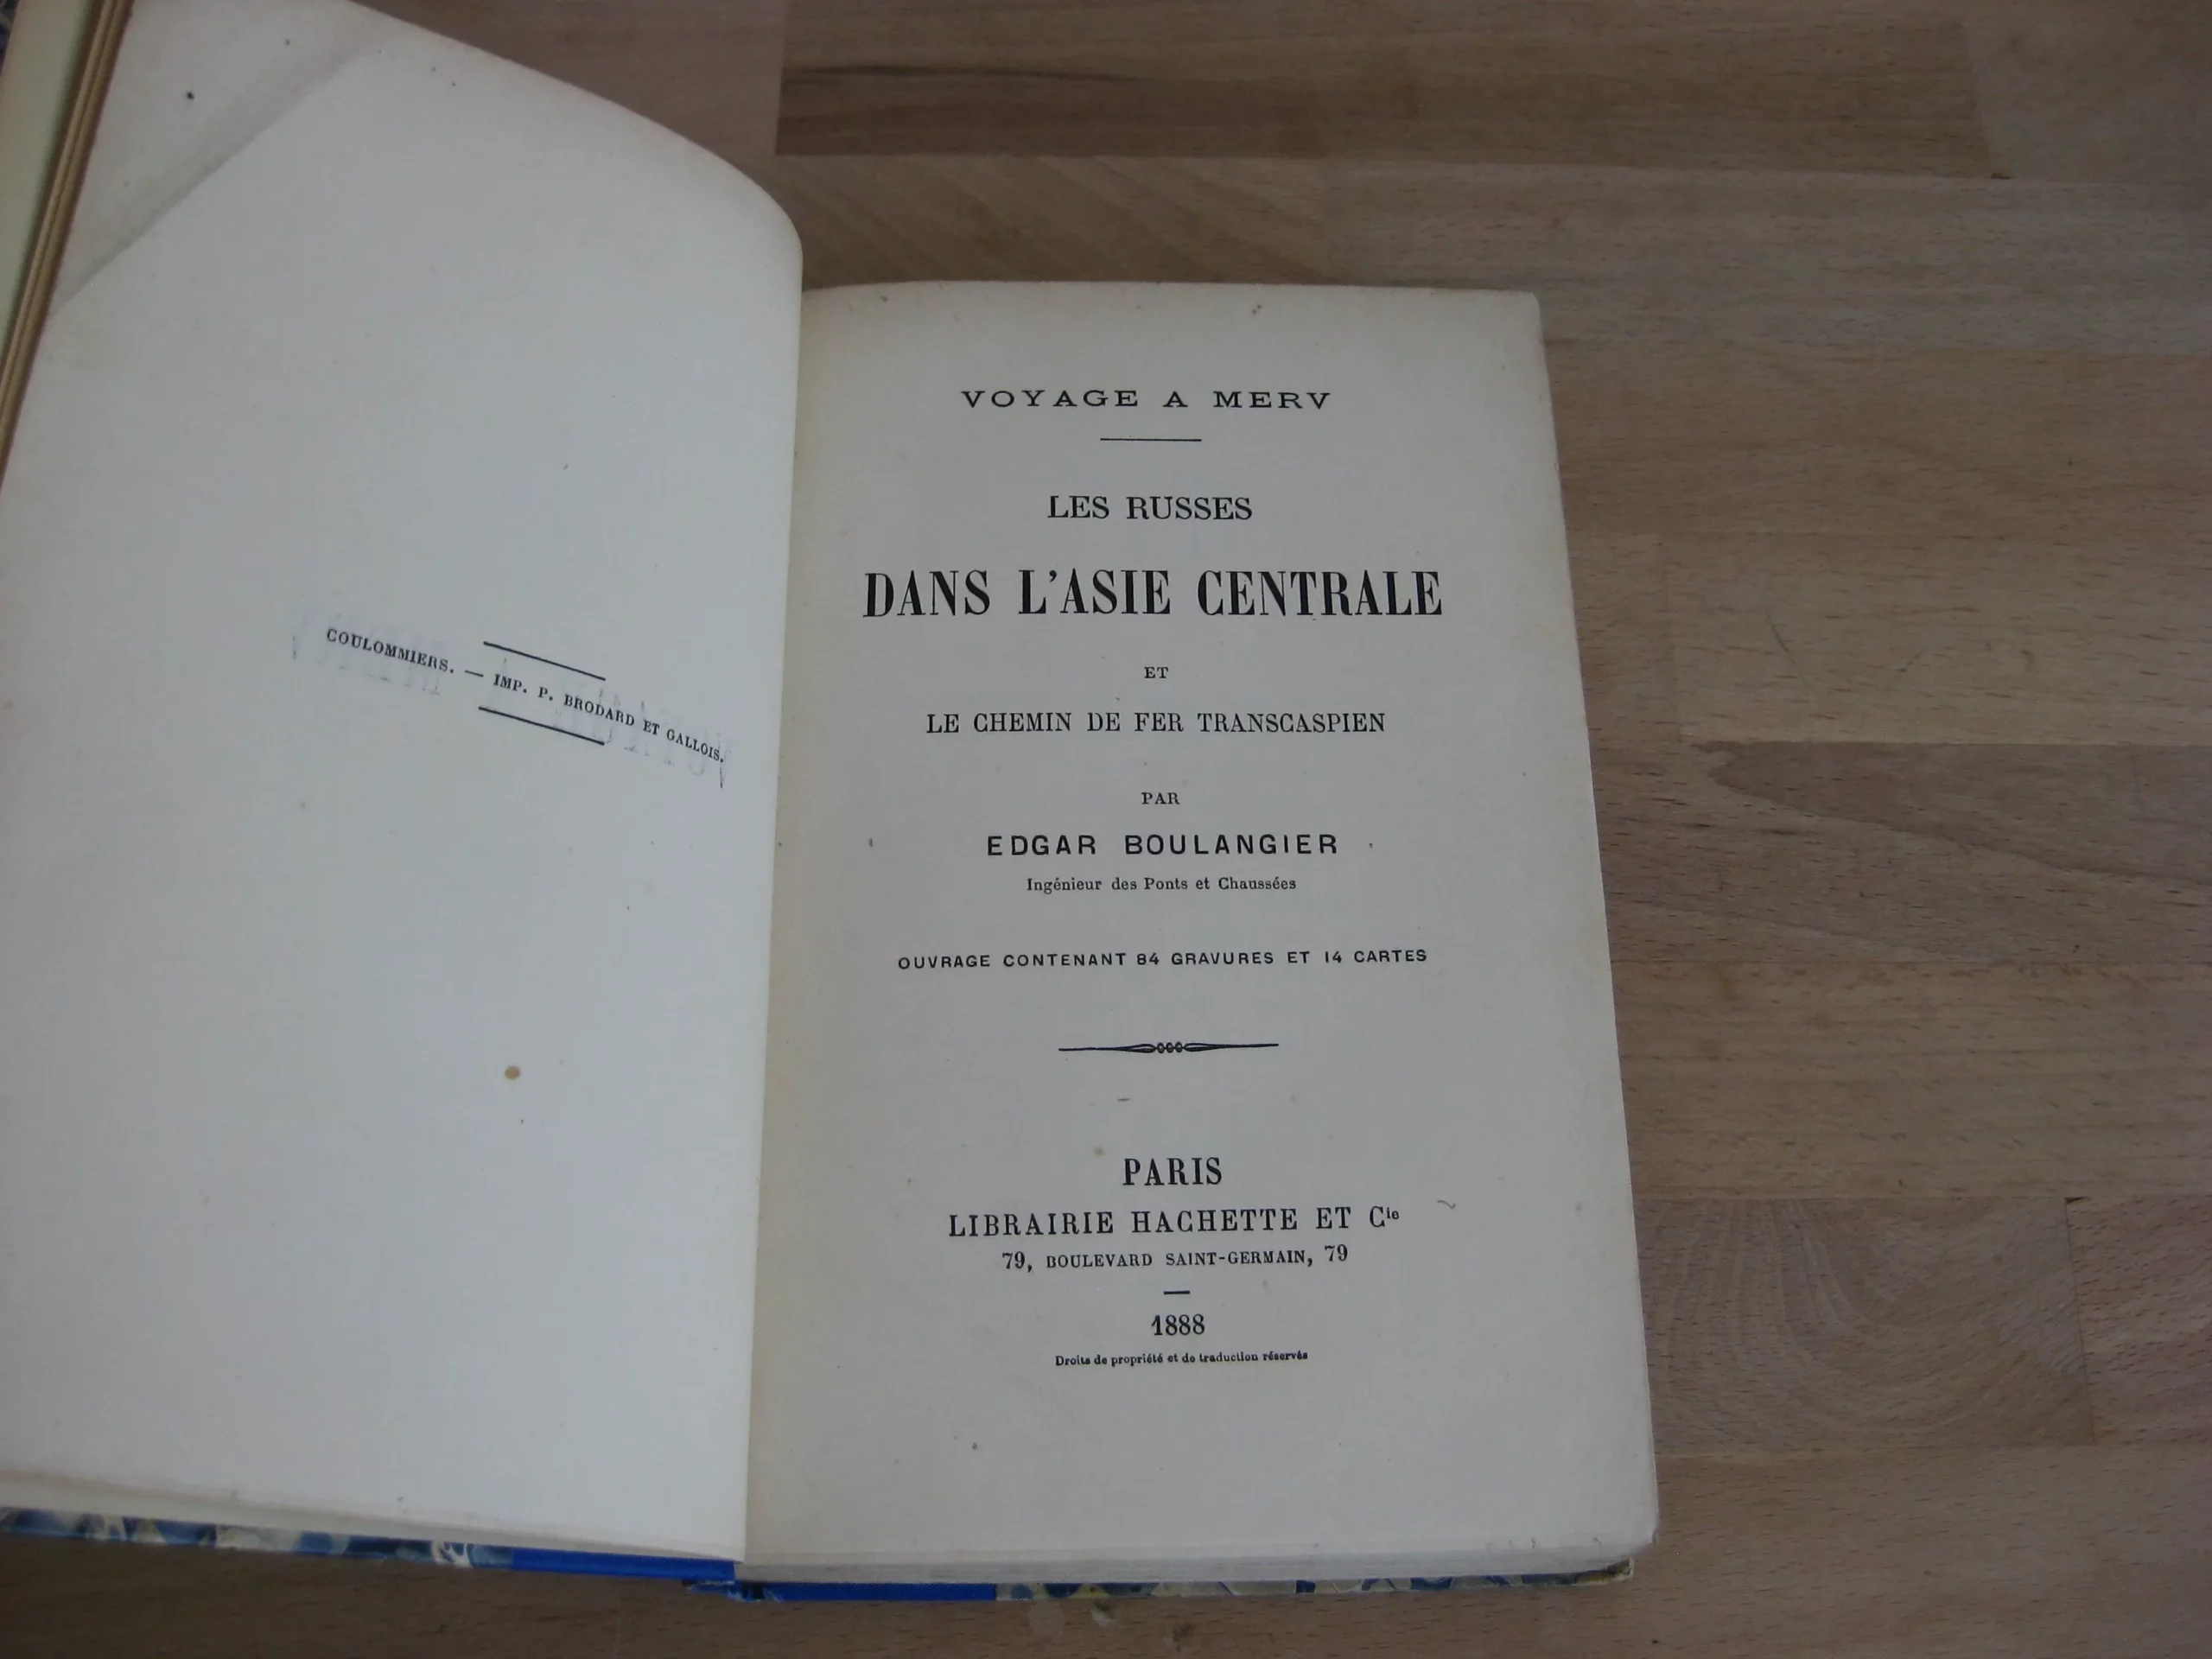 COULOMMIERS. — IMP. P. BRODARD ET GALLOIS.
VOYAGE A MERV
LES RUSSES
DANS L'ASIE CENTRALE
ET
LE CHEMIN DE FER TRANSCASPIEN
PAR
EDGAR BOULANGIER
Ingénieur des Ponts et Chaussées
OUVRAGE CONTENANT 84 GRAVURES ET 14 CARTES
PARIS
LIBRAIRIE HACHETTE ET Cie
79, BOULEVARD SAINT-GERMAIN, 79
1888
Droits de propriété et de traduction réservés